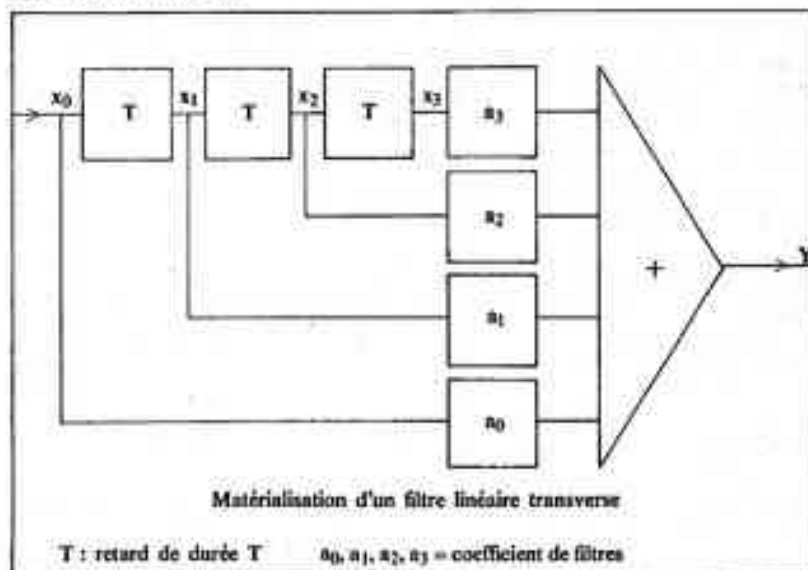 x₀ T x₁ T x₂ T x₃ a₃
a₂
Y
+
a₁
a₀
Matérialisation d'un filtre linéaire transverse
T : retard de durée T a₀, a₁, a₂, a₃ = coefficient de filtres